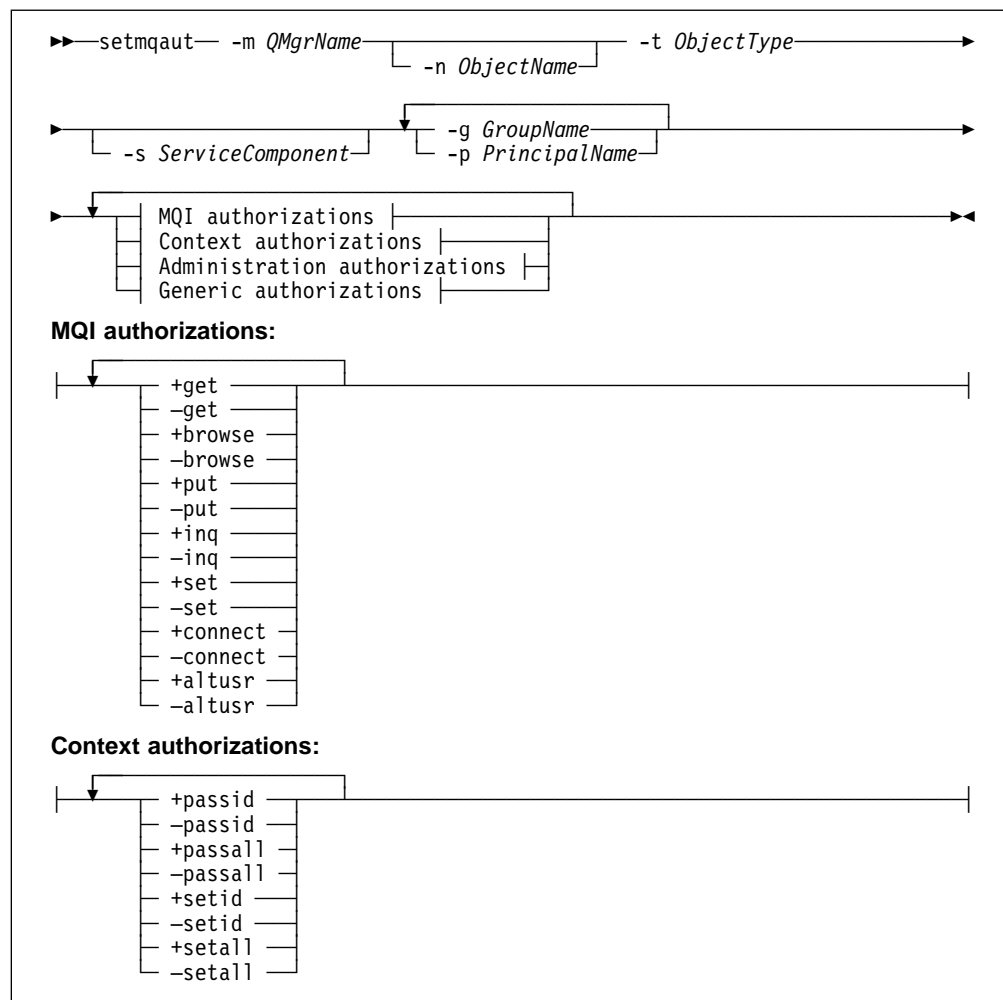 setmqaut -m QMgrName -t ObjectType
-n ObjectName
-g GroupName
-s ServiceComponent -p PrincipalName
MQI authorizations
Context authorizations
Administration authorizations
Generic authorizations
MQI authorizations:
+get
–get
+browse
–browse
+put
–put
+inq
–inq
+set
–set
+connect
–connect
+altusr
–altusr
Context authorizations:
+passid
–passid
+passall
–passall
+setid
–setid
+setall
–setall